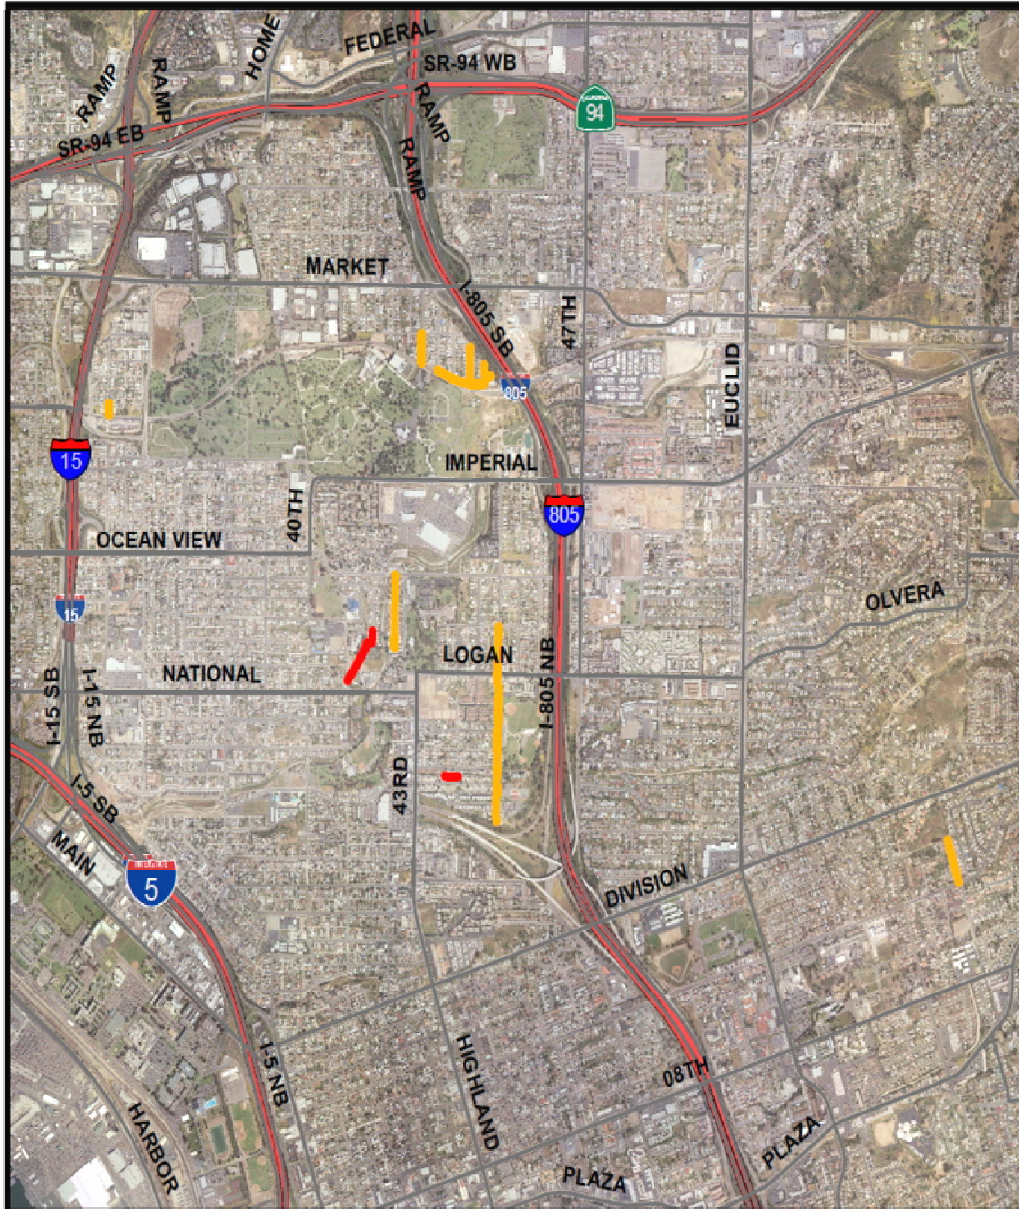 HOME
FEDERAL
SR-94 WB
RAMP
RAMP
RAMP
RAMP
CALIFORNIA
94
SR-94 EB
MARKET
I-805 SB
47TH
EUCLID
805
15
IMPERIAL
40TH
805
OCEAN VIEW
15
OLVERA
NATIONAL
LOGAN
I-15 SB
I-15 NB
I-805 NB
43RD
I-5 SB
MAIN
5
DIVISION
HIGHLAND
I-5 NB
08TH
HARBOR
PLAZA
PLAZA